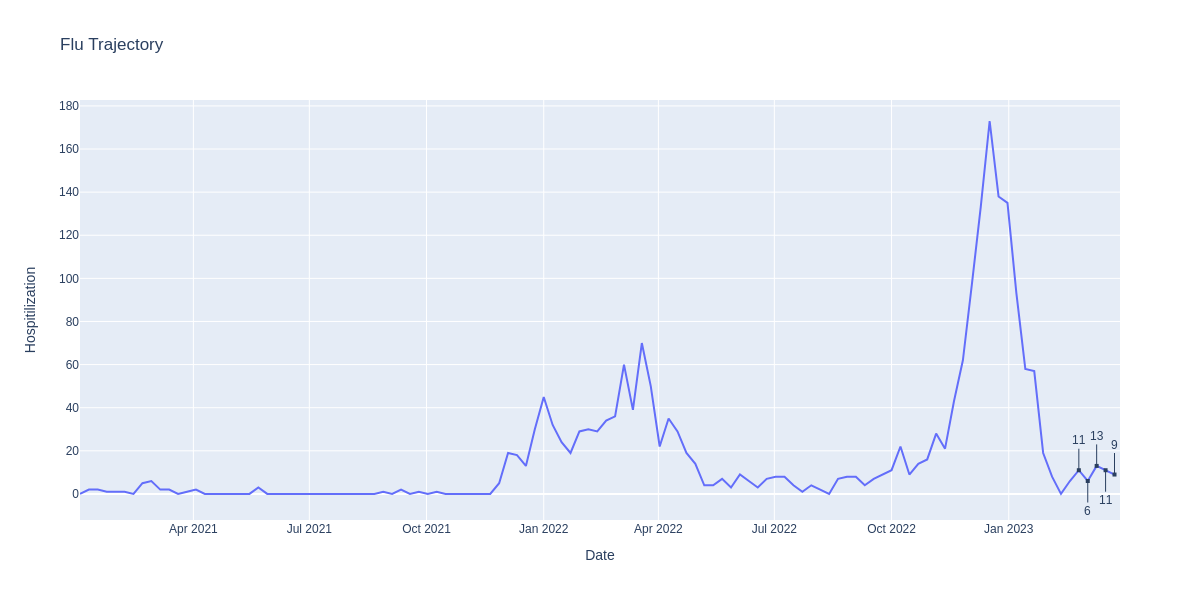 Flu Trajectory
180
160
140
120
100
80
60
40
20
0
Hospitilization
11
13
9
6
11
Apr 2021
Jul 2021
Oct 2021
Jan 2022
Apr 2022
Jul 2022
Oct 2022
Jan 2023
Date